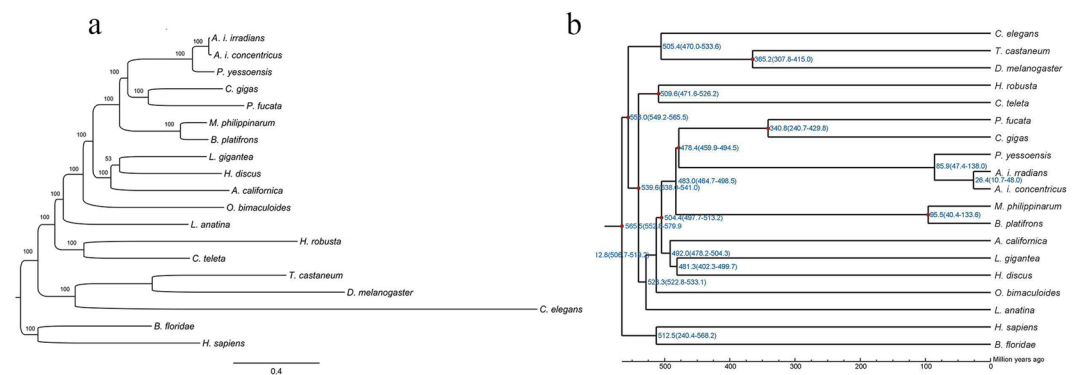 a
100
A. i. irradians
A. i. concentricus
100
100
P. yessoensis
100
C. gigas
100
P. fucata
100
M. philippinarum
100
B. platifrons
100
53
L. gigantea
H. discus
100
A. californica
100
O. bimaculoides
100
L. anatina
100
H. robusta
100
C. teleta
100
T. castaneum
100
D. melanogaster
C. elegans
100
B. floridae
H. sapiens
0.4
b
C. elegans
505.4(470.0-533.6)
T. castaneum
365.2(307.8-415.0)
D. melanogaster
H. robusta
509.6(471.6-526.2)
C. teleta
P. fucata
340.8(240.7-429.8)
C. gigas
478.4(459.9-494.5)
P. yessoensis
85.9(47.4-138.0)
A. i. irradians
26.4(10.7-48.0)
A. i. concentricus
483.0(464.7-498.5)
M. philippinarum
95.5(40.4-133.6)
B. platifrons
504.4(497.7-513.2)
A. californica
492.0(478.2-504.3)
L. gigantea
481.3(402.3-499.7)
H. discus
O. bimaculoides
L. anatina
H. sapiens
512.5(240.4-568.2)
B. floridae
500 400 300 200 100 0 Million years ago